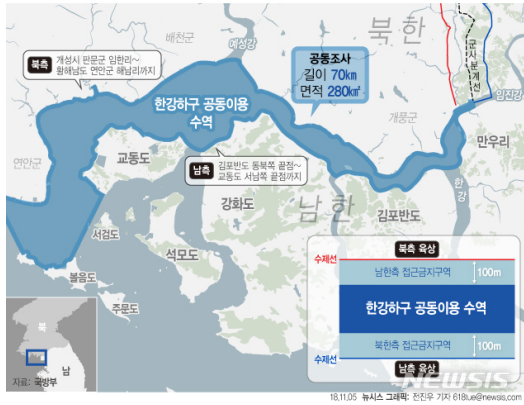 북한
배천군
예성강
북측
개성시 판문군 임한리~
황해남도 연안군 해남리까지
공동조사
길이 70㎞
면적 280㎢
군사분계선
임진강
한강하구 공동이용
수역
개풍군
만우리
연안군
교동도
남측
김포반도 동북쪽 끝점~
교동도 서남쪽 끝점까지
한강
강화도
남한
김포반도
서검도
석모도
볼음도
주문도
북측 육상
수제선
남한측 접근금지구역
100m
한강하구 공동이용 수역
북한측 접근금지구역
100m
수제선
남측 육상
북
남
자료: 국방부
NEWSIS
18.11.05 뉴시스 그래픽: 전진우 기자 618tue@newsis.com